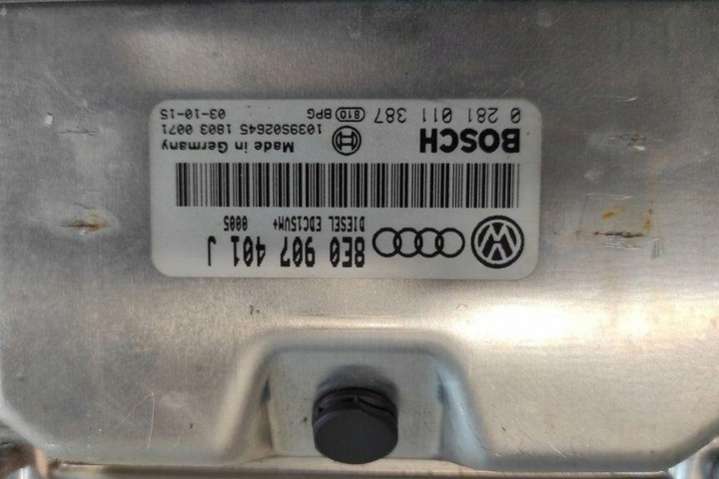 8E0 907 401 J
DIESEL EDC15VM+ 0005
BOSCH
Made in Germany
0 281 011 387
1039S02645 1803 0071
810 BPG 03-10-15